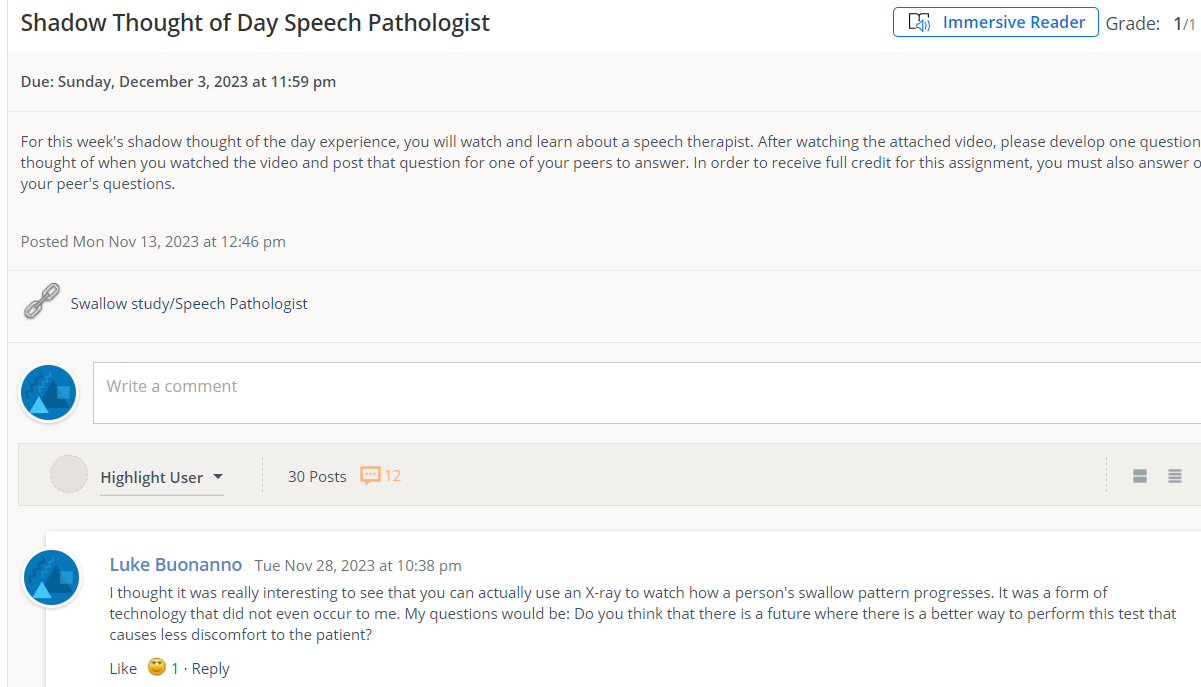 Shadow Thought of Day Speech Pathologist
Immersive Reader
Grade: 1/1
Due: Sunday, December 3, 2023 at 11:59 pm
For this week's shadow thought of the day experience, you will watch and learn about a speech therapist. After watching the attached video, please develop one question
thought of when you watched the video and post that question for one of your peers to answer. In order to receive full credit for this assignment, you must also answer
your peer's questions.
Posted Mon Nov 13, 2023 at 12:46 pm
Swallow study/Speech Pathologist
Write a comment
Highlight User
30 Posts
12
Luke Buonanno Tue Nov 28, 2023 at 10:38 pm
I thought it was really interesting to see that you can actually use an X-ray to watch how a person's swallow pattern progresses. It was a form of
technology that did not even occur to me. My questions would be: Do you think that there is a future where there is a better way to perform this test that
causes less discomfort to the patient?
Like 1 · Reply